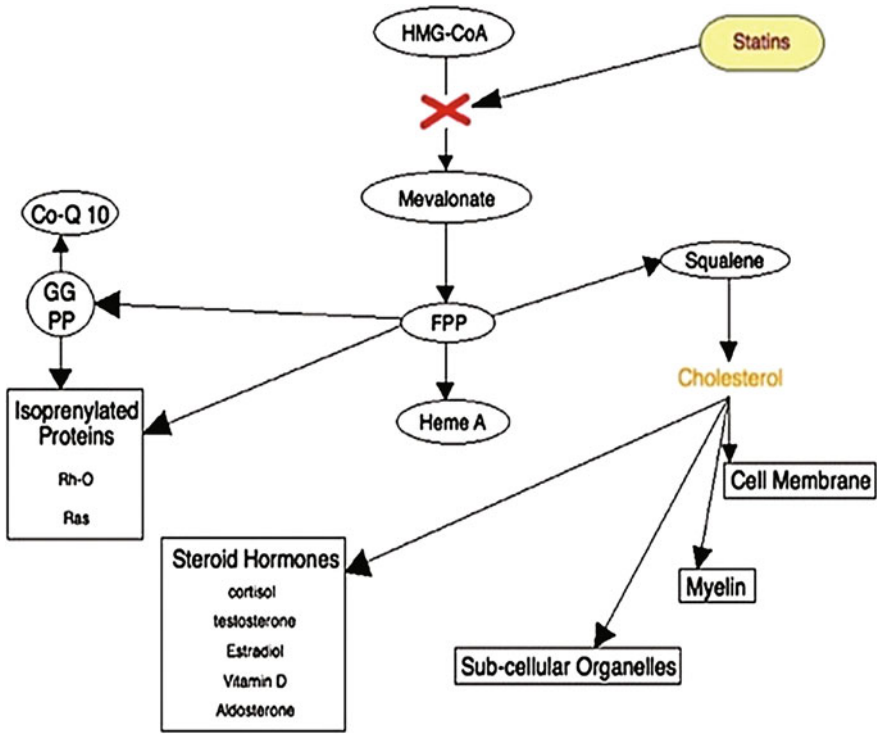 HMG-CoA
Statins
Mevalonate
Co-Q 10
Squalene
GG
PP
FPP
Cholesterol
Isoprenylated
Proteins
Rh-O
Ras
Heme A
Cell Membrane
Steroid Hormones
cortisol
testosterone
Estradiol
Vitamin D
Aldosterone
Myelin
Sub-cellular Organelles